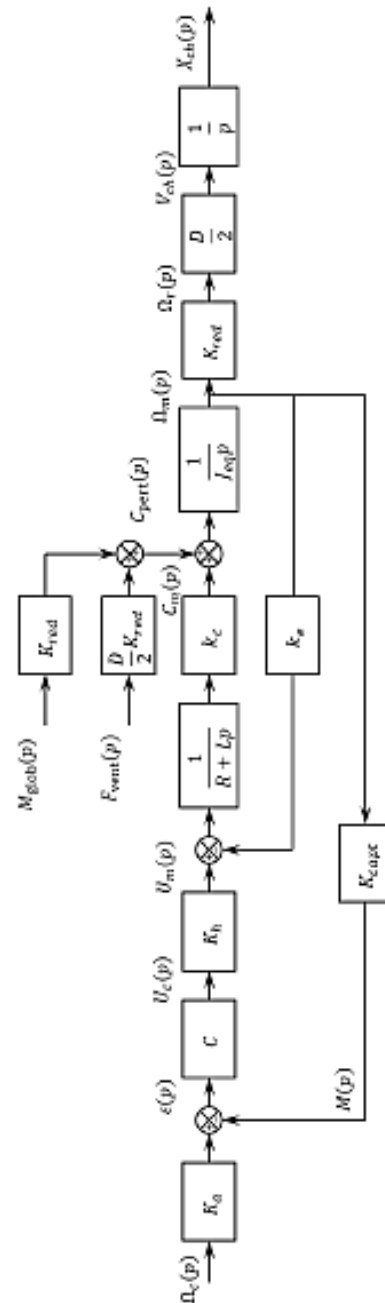 M_glob(p)
K_red
F_vent(p)
D/2 K_red
C_pert(p)
Ω_c(p)
K_a
ε(p)
C
U_c(p)
K_h
U_m(p)
1/(R + Lp)
k_c
C_m(p)
1/(J_eq p)
Ω_m(p)
K_red
Ω_r(p)
D/2
V_ch(p)
1/p
X_ch(p)
k_e
M(p)
K_capt